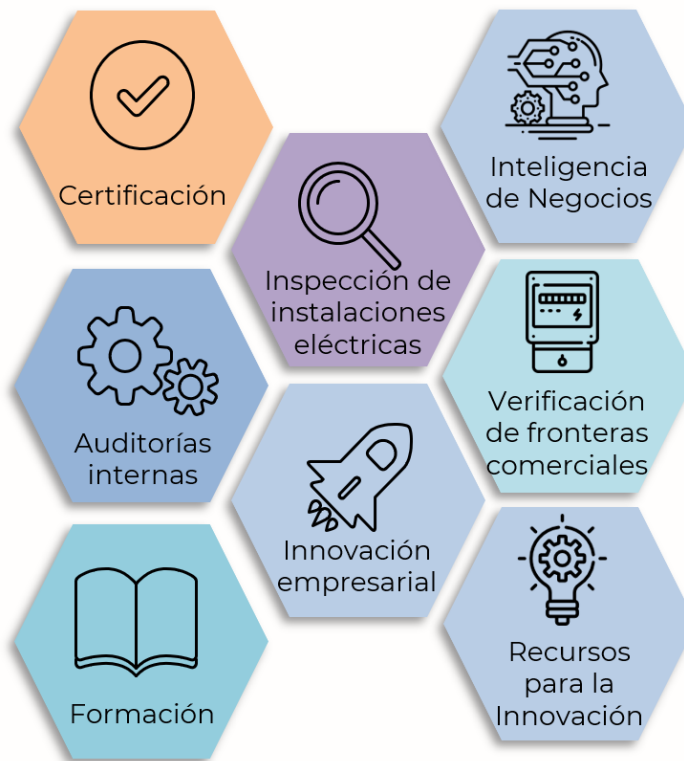 Certificación
Inteligencia
de Negocios
Inspección de
instalaciones
eléctricas
Auditorías
internas
Verificación
de fronteras
comerciales
Innovación
empresarial
Formación
Recursos
para la
Innovación